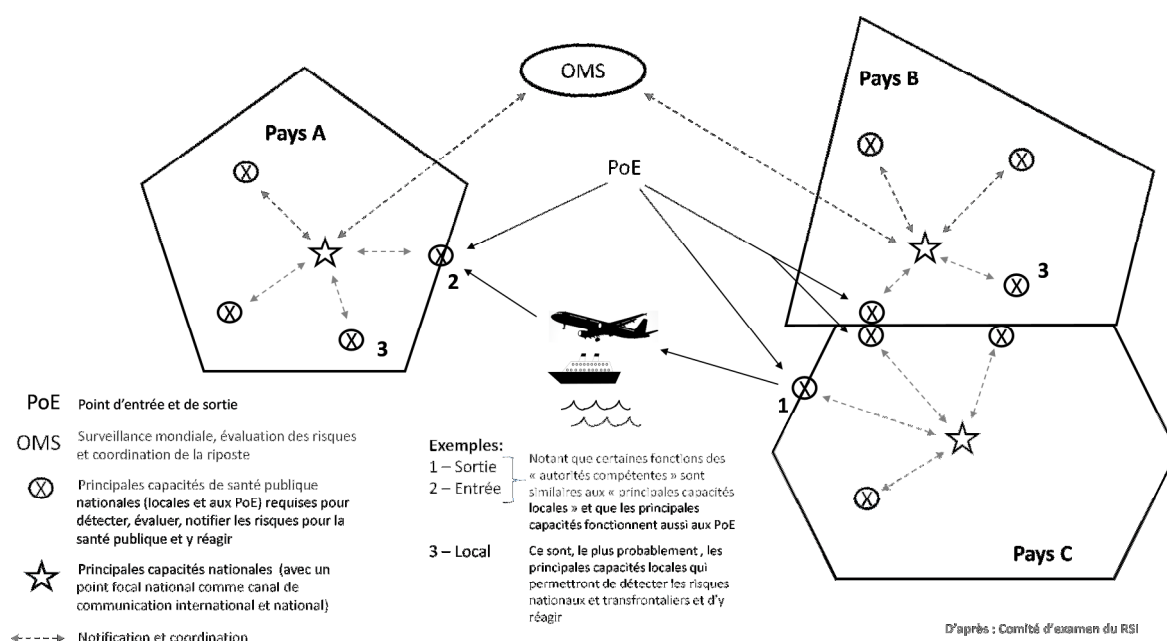 OMS
Pays B
Pays A
PoE
2
3
3
1
Pays C
PoE Point d'entrée et de sortie
OMS Surveillance mondiale, évaluation des risques
et coordination de la riposte
Principales capacités de santé publique
nationales (locales et aux PoE) requises pour
détecter, évaluer, notifier les risques pour la
santé publique et y réagir
Principales capacités nationales (avec un
point focal national comme canal de
communication international et national)
Notification et coordination
Exemples:
1 – Sortie
2 – Entrée
Notant que certaines fonctions des
« autorités compétentes » sont
similaires aux « principales capacités
locales » et que les principales
capacités fonctionnent aussi aux PoE
3 – Local
Ce sont, le plus probablement , les
principales capacités locales qui
permettront de détecter les risques
nationaux et transfrontaliers et d'y
réagir
D'après : Comité d'examen du RSI